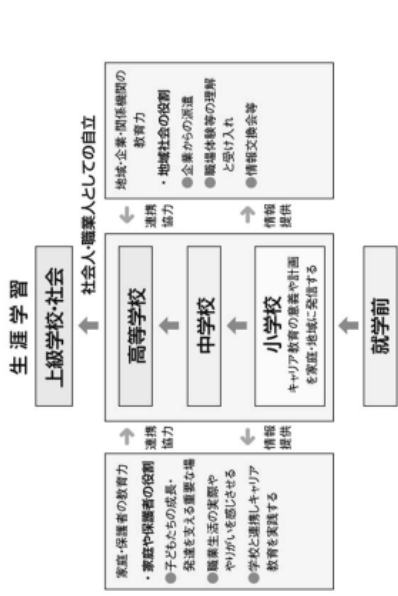 生涯学習
上級学校・社会
社会人・職業人としての自立
高等学校
中学校
小学校
キャリア教育の意義や計画
を家庭・地域に発信する
就学前
家庭・保護者の教育力
・家庭や保護者の役割
●子どもたちの成長・
発達を支える重要な場
●職業生活の実際や
やりがいを感じさせる
●学校と連携しキャリア
教育を実践する
連携
協力
情報
提供
連携
協力
情報
提供
地域・企業・関係機関の
教育力
・地域社会の役割
●企業からの派遣
●職場体験等の理解
と受け入れ
●情報交換会等